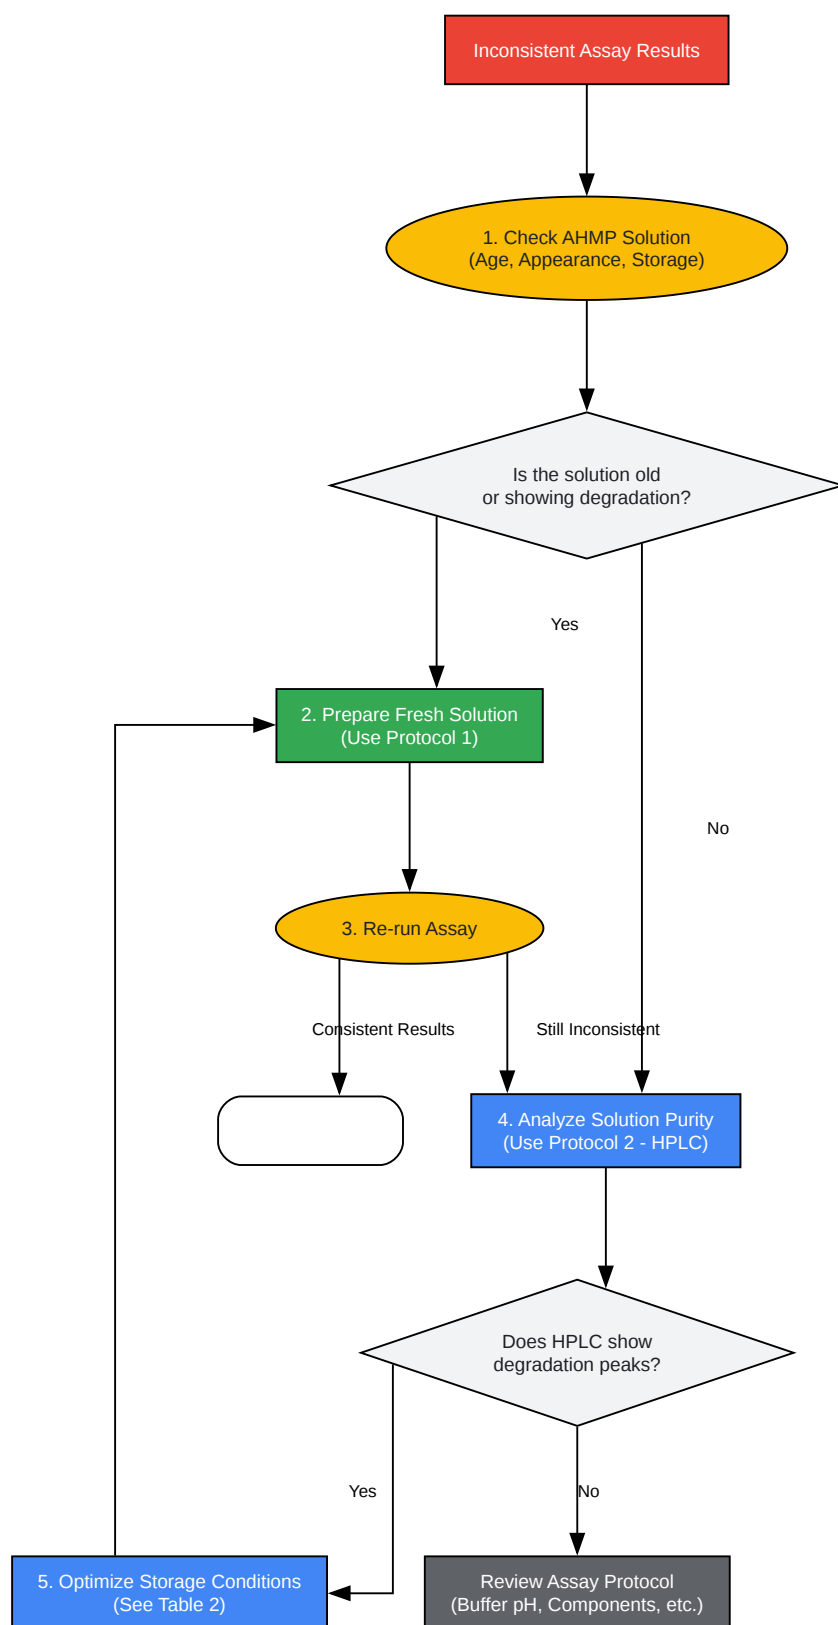 Inconsistent Assay Results
1. Check AHMP Solution
(Age, Appearance, Storage)
Is the solution old
or showing degradation?
Yes
2. Prepare Fresh Solution
(Use Protocol 1)
No
3. Re-run Assay
Consistent Results
Still Inconsistent
4. Analyze Solution Purity
(Use Protocol 2 - HPLC)
Does HPLC show
degradation peaks?
Yes
No
5. Optimize Storage Conditions
(See Table 2)
Review Assay Protocol
(Buffer pH, Components, etc.)